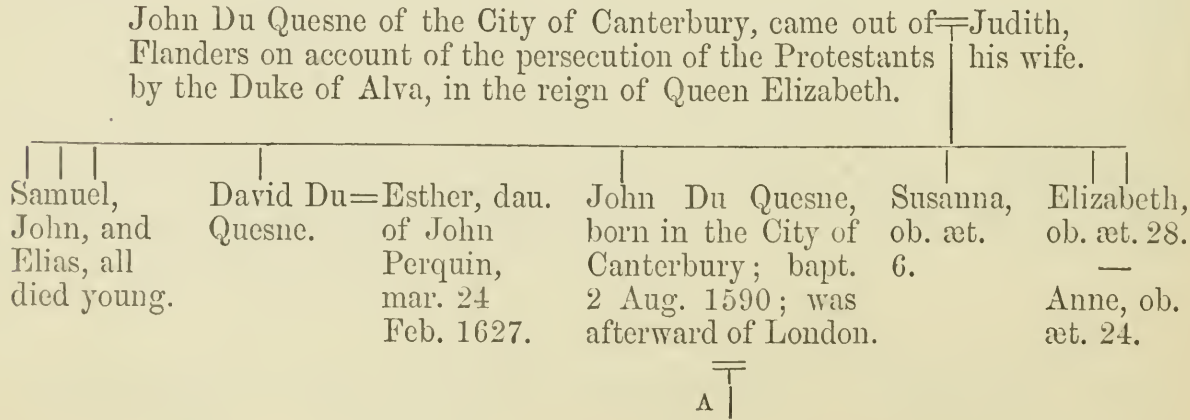 John Du Quesne of the City of Canterbury, came out of=Judith,
Flanders on account of the persecution of the Protestants his wife.
by the Duke of Alva, in the reign of Queen Elizabeth.
Samuel,
John, and
Elias, all
died young.
David Du=
Quesne.
Esther, dau.
of John
Perquin,
mar. 24
Feb. 1627.
John Du Quesne,
born in the City of
Canterbury; bapt.
2 Aug. 1590; was
afterward of London.
Susanna,
ob. æt.
6.
Elizabeth,
ob. æt. 28.
—
Anne, ob.
æt. 24.
A